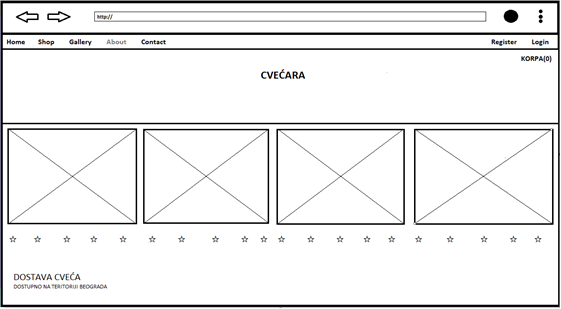 http://
Home Shop Gallery About Contact Register Login
KORPA(0)
CVEĆARA
DOSTAVA CVEĆA
DOSTUPNO NA TERITORIJI BEOGRADA